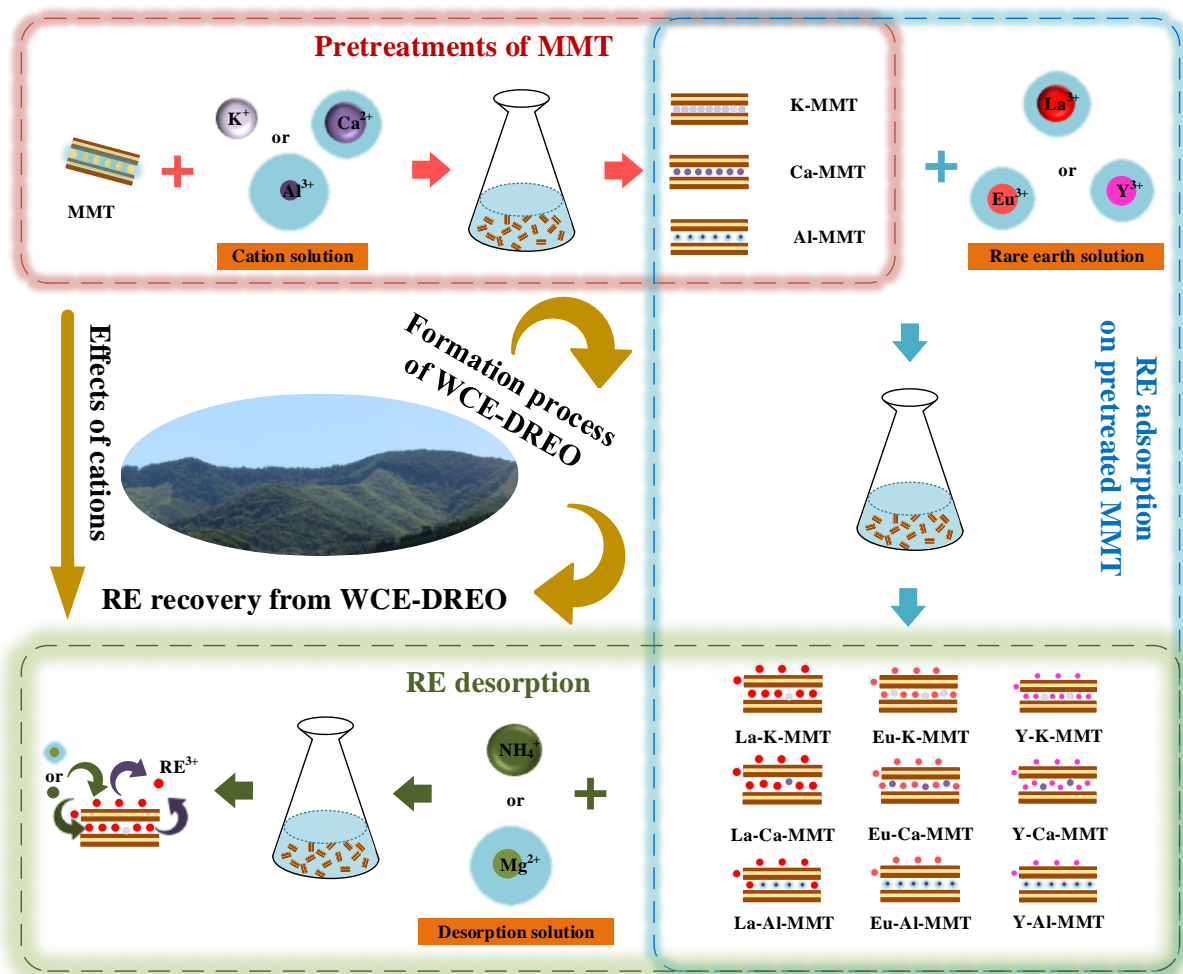 Pretreatments of MMT
MMT
K+
or
Ca2+
Al3+
Cation solution
K-MMT
Ca-MMT
Al-MMT
La3+
or
Eu3+
Y3+
Rare earth solution
Effects of cations
Formation process
of WCE-DREO
RE recovery from WCE-DREO
RE adsorption
on pretreated MMT
RE desorption
or
RE3+
NH4+
or
Mg2+
Desorption solution
La-K-MMT
Eu-K-MMT
Y-K-MMT
La-Ca-MMT
Eu-Ca-MMT
Y-Ca-MMT
La-Al-MMT
Eu-Al-MMT
Y-Al-MMT